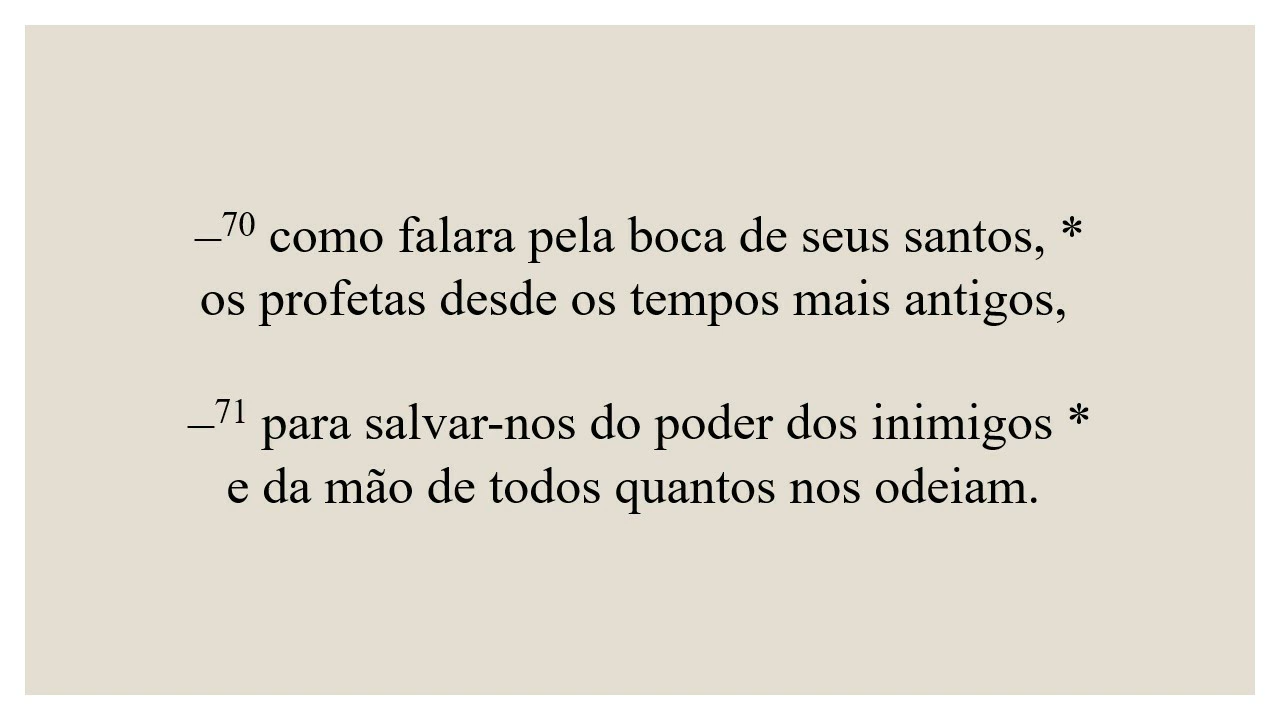 –70 como falara pela boca de seus santos, *
os profetas desde os tempos mais antigos,
–71 para salvar-nos do poder dos inimigos *
e da mão de todos quantos nos odeiam.